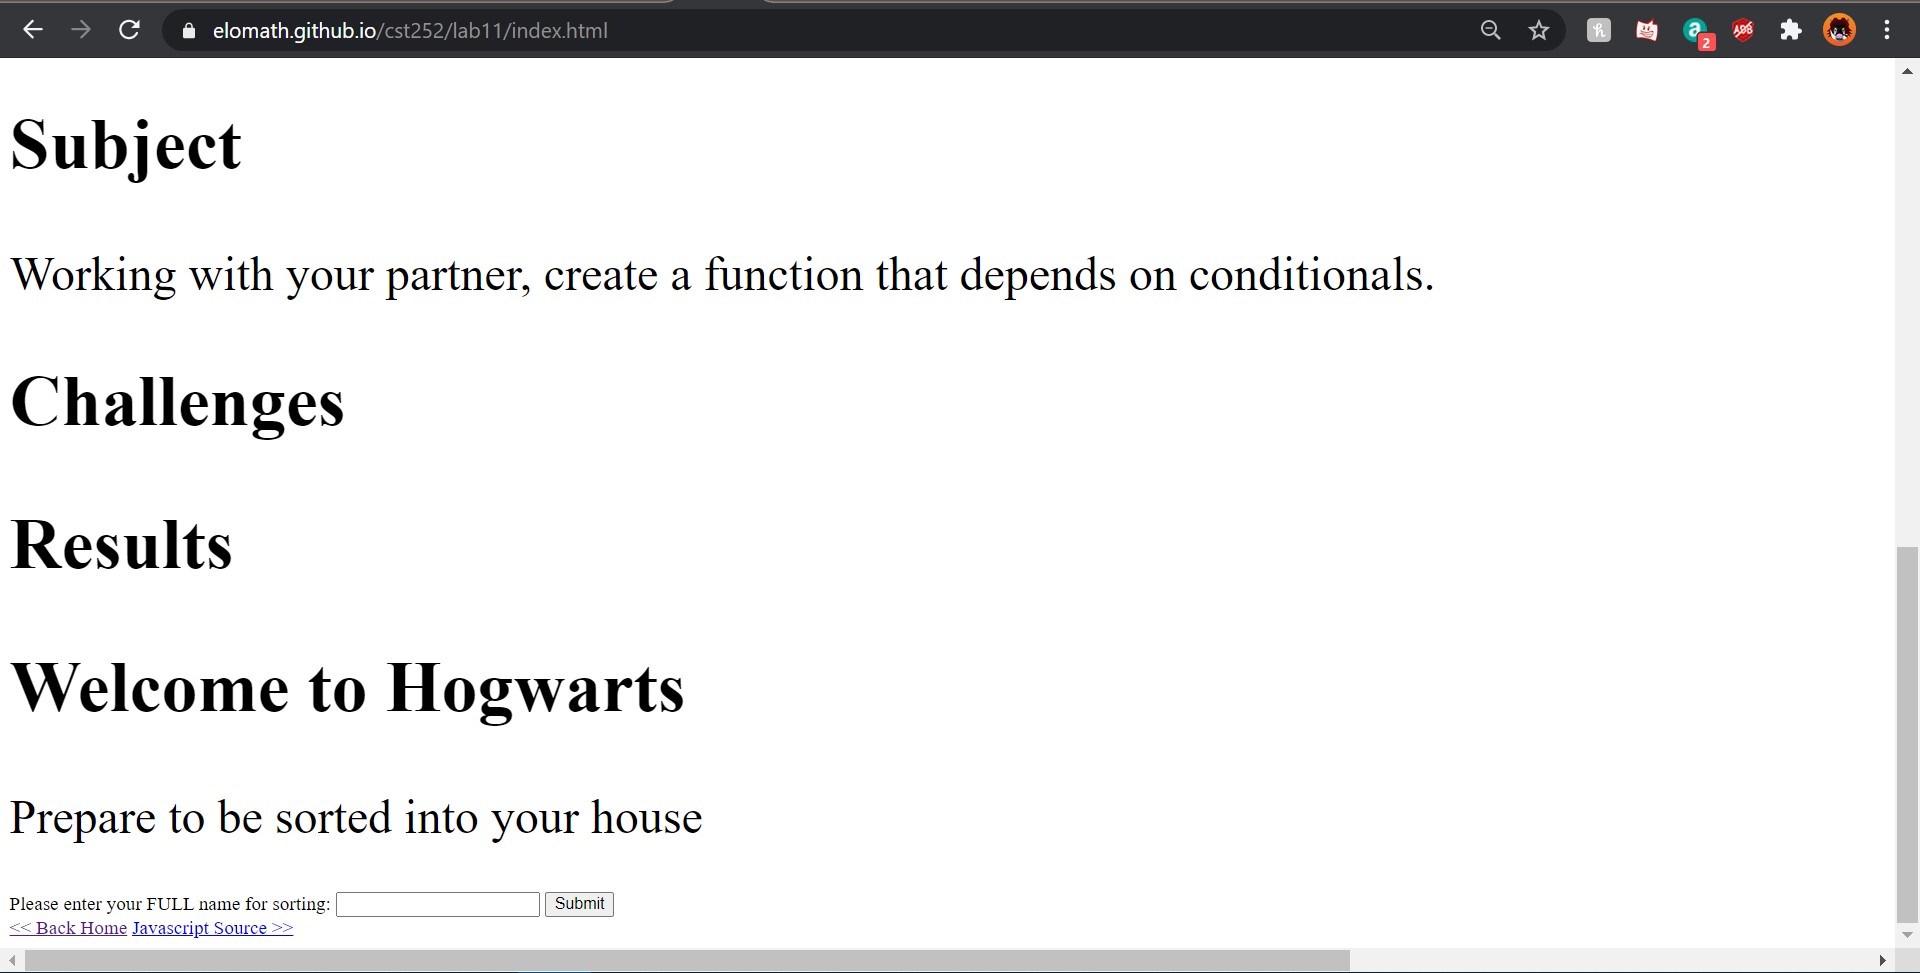 elomath.github.io/cst252/lab11/index.html
2
ABB
Subject
Working with your partner, create a function that depends on conditionals.
Challenges
Results
Welcome to Hogwarts
Prepare to be sorted into your house
Please enter your FULL name for sorting: Submit
<< Back Home Javascript Source >>